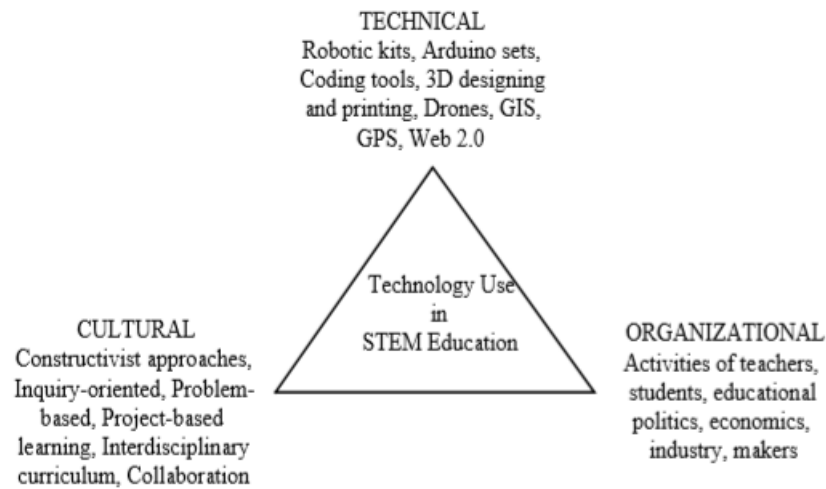 TECHNICAL
Robotic kits, Arduino sets,
Coding tools, 3D designing
and printing, Drones, GIS,
GPS, Web 2.0
Technology Use
in
STEM Education
CULTURAL
Constructivist approaches,
Inquiry-oriented, Problem-
based, Project-based
learning, Interdisciplinary
curriculum, Collaboration
ORGANIZATIONAL
Activities of teachers,
students, educational
politics, economics,
industry, makers